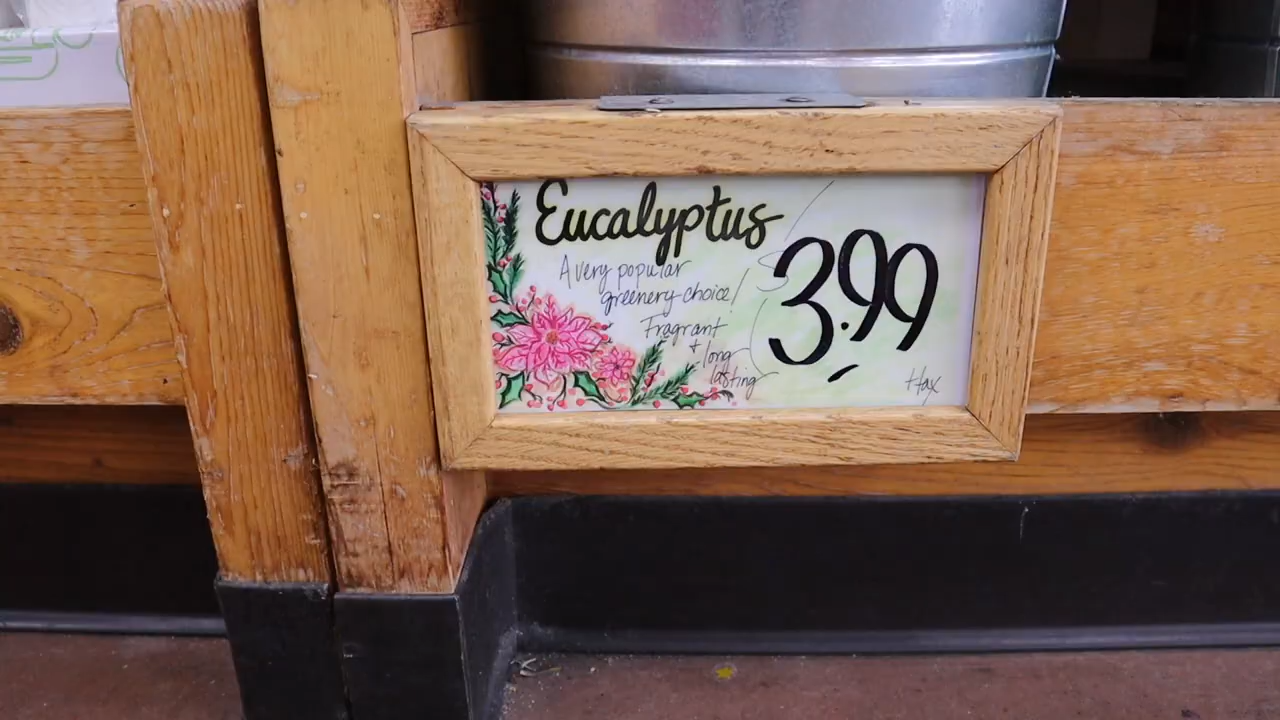 Eucalyptus
A very popular
greenery choice!
Fragrant
+ long
lasting
3.99
Hax